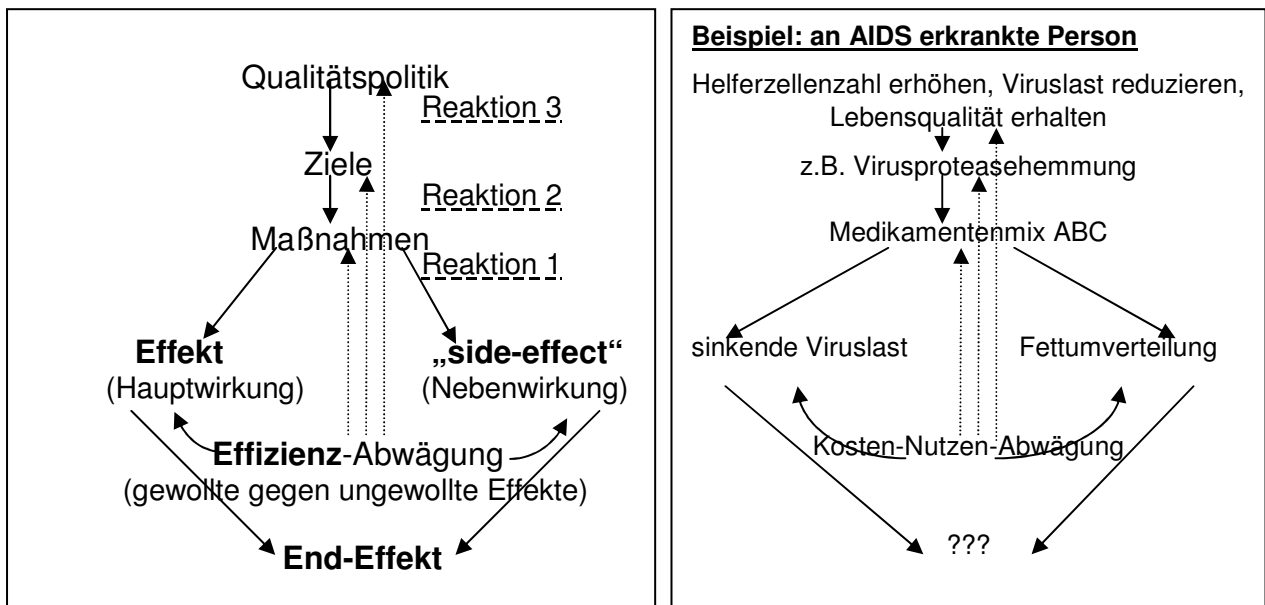 Qualitätspolitik
Reaktion 3
Ziele
Reaktion 2
Maßnahmen
Reaktion 1
Effekt
(Hauptwirkung)
„side-effect“
(Nebenwirkung)
Effizienz-Abwägung
(gewollte gegen ungewollte Effekte)
End-Effekt
Beispiel: an AIDS erkrankte Person
Helferzellenzahl erhöhen, Viruslast reduzieren,
Lebensqualität erhalten
z.B. Virusproteasehemmung
Medikamentenmix ABC
sinkende Viruslast
Fettumverteilung
Kosten-Nutzen-Abwägung
???